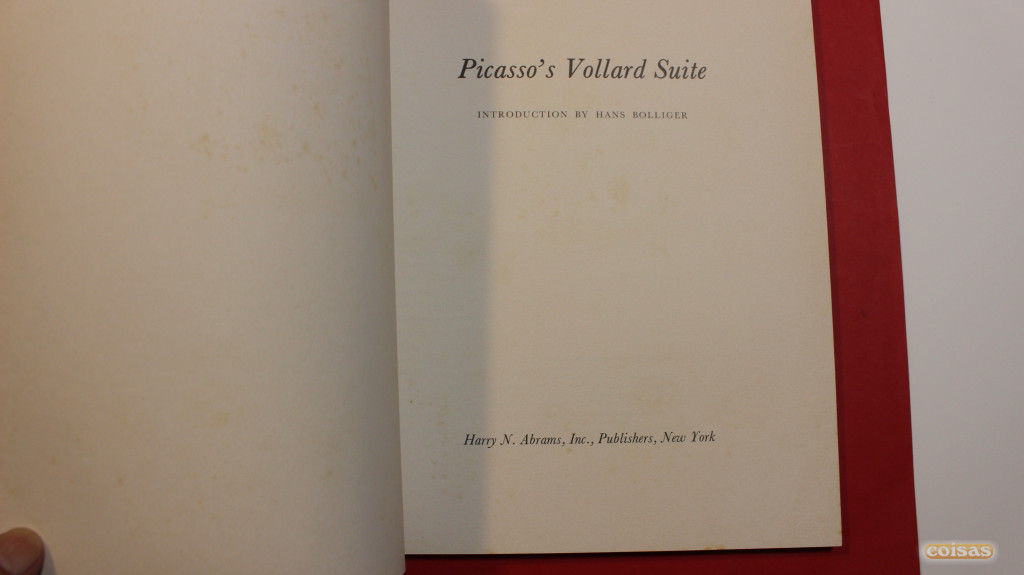 Picasso's Vollard Suite
INTRODUCTION BY HANS BOLLIGER
Harry N. Abrams, Inc., Publishers, New York
coisas